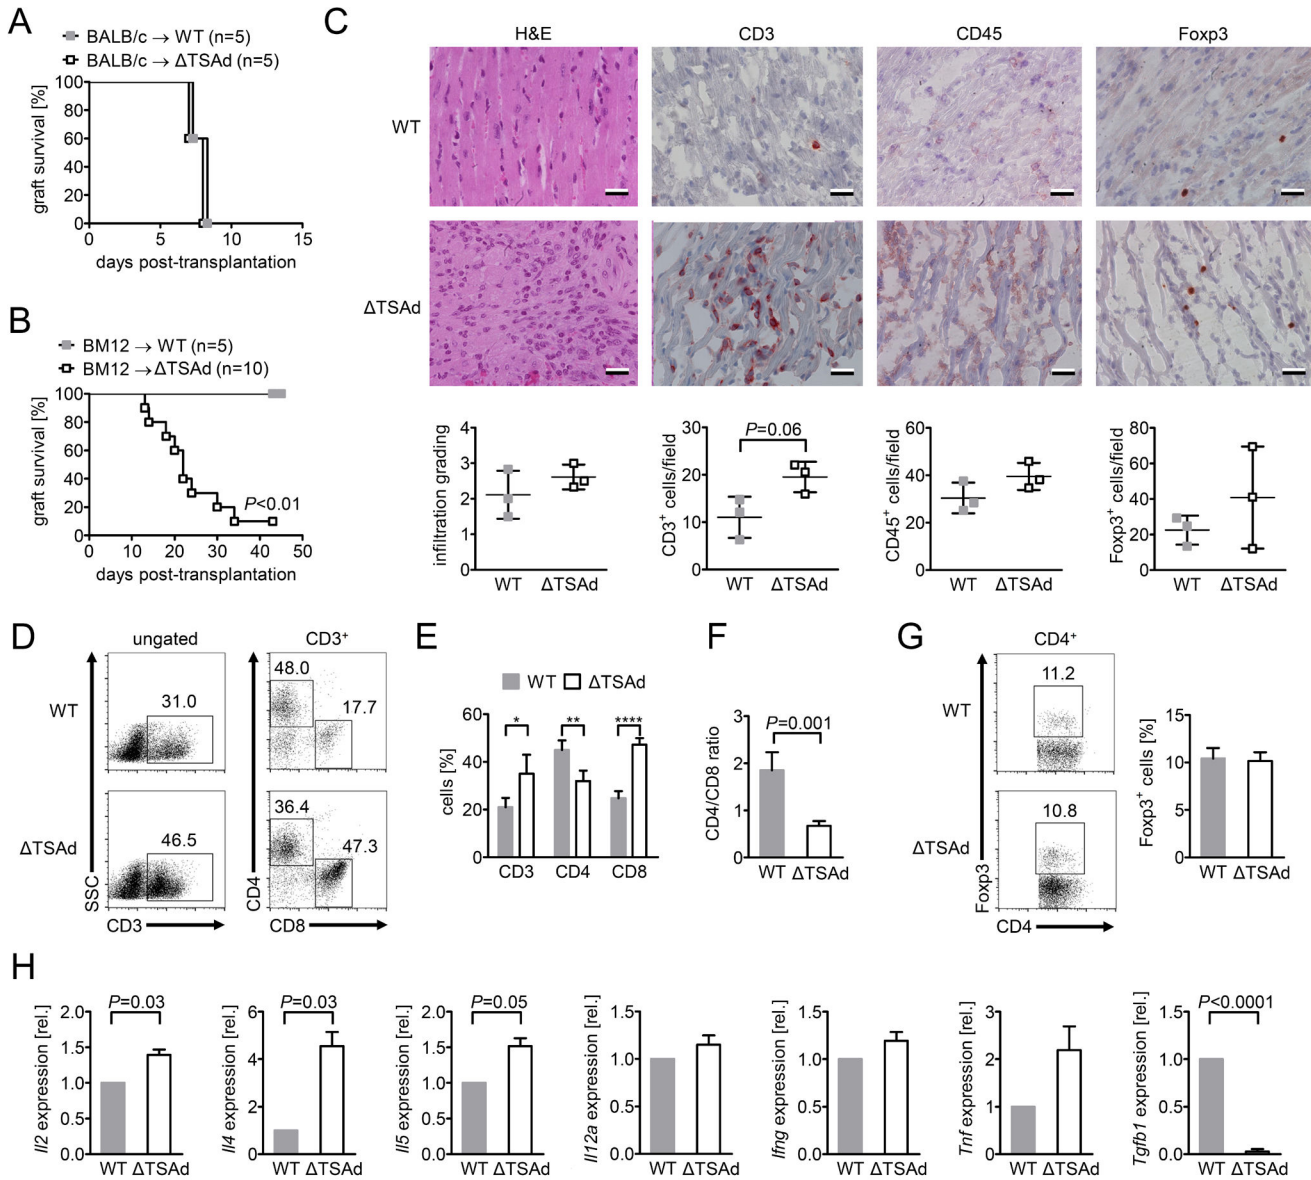 A
BALB/c → WT (n=5)
BALB/c → ΔTSAd (n=5)
graft survival [%]
100
80
60
40
20
0
0 5 10 15
days post-transplantation
B
BM12 → WT (n=5)
BM12 → ΔTSAd (n=10)
graft survival [%]
100
80
60
40
20
0
P<0.01
0 10 20 30 40 50
days post-transplantation
C
H&E CD3 CD45 Foxp3
WT
ΔTSAd
infiltration grading
4
3
2
1
0
WT ΔTSAd
CD3+ cells/field
30
20
10
0
P=0.06
WT ΔTSAd
CD45+ cells/field
60
40
20
0
WT ΔTSAd
Foxp3+ cells/field
80
60
40
20
0
WT ΔTSAd
D
ungated CD3+
WT
31.0
48.0
17.7
ΔTSAd
46.5
36.4
47.3
SSC
CD3
CD4
CD8
E
WT ΔTSAd
cells [%]
60
40
20
0
* ** ****
CD3 CD4 CD8
F
CD4/CD8 ratio
3
2
1
0
P=0.001
WT ΔTSAd
G
CD4+
WT
11.2
ΔTSAd
10.8
Foxp3
CD4
Foxp3+ cells [%]
15
10
5
0
WT ΔTSAd
H
Il2 expression [rel.]
2.0
1.5
1.0
0.5
0.0
P=0.03
WT ΔTSAd
Il4 expression [rel.]
6
4
2
0
P=0.03
WT ΔTSAd
Il5 expression [rel.]
2.0
1.5
1.0
0.5
0.0
P=0.05
WT ΔTSAd
Il12a expression [rel.]
1.5
1.0
0.5
0.0
WT ΔTSAd
Ifng expression [rel.]
1.5
1.0
0.5
0.0
WT ΔTSAd
Tnf expression [rel.]
3
2
1
0
WT ΔTSAd
Tgfb1 expression [rel.]
1.5
1.0
0.5
0.0
P<0.0001
WT ΔTSAd